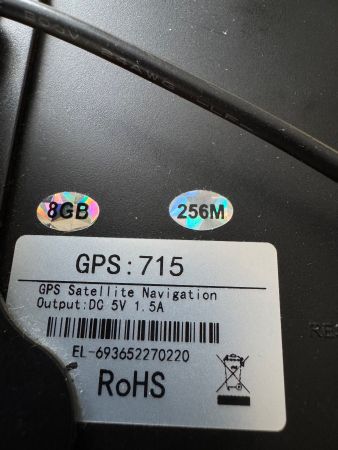 8GB
256M
GPS:715
GPS Satellite Navigation
Output:DC 5V 1.5A
EL-693652270220
RoHS